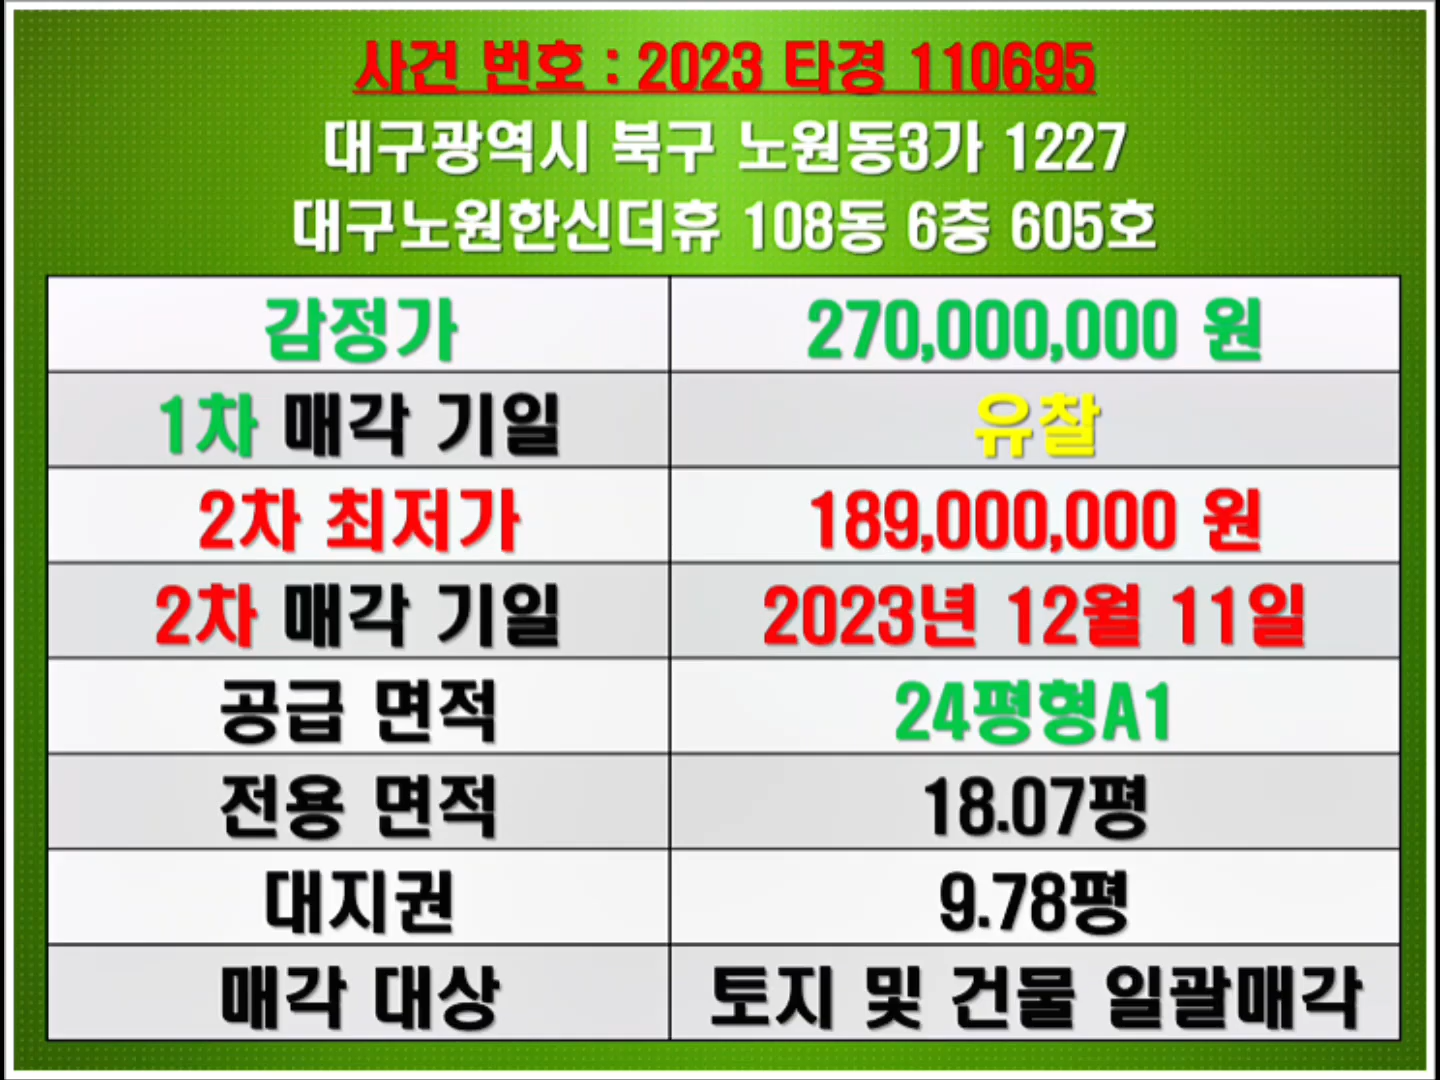 사건 번호 : 2023 타경 110695
대구광역시 북구 노원동3가 1227
대구노원한신더휴 108동 6층 605호
감정가 270,000,000 원
1차 매각 기일 유찰
2차 최저가 189,000,000 원
2차 매각 기일 2023년 12월 11일
공급 면적 24평형A1
전용 면적 18.07평
대지권 9.78평
매각 대상 토지 및 건물 일괄매각